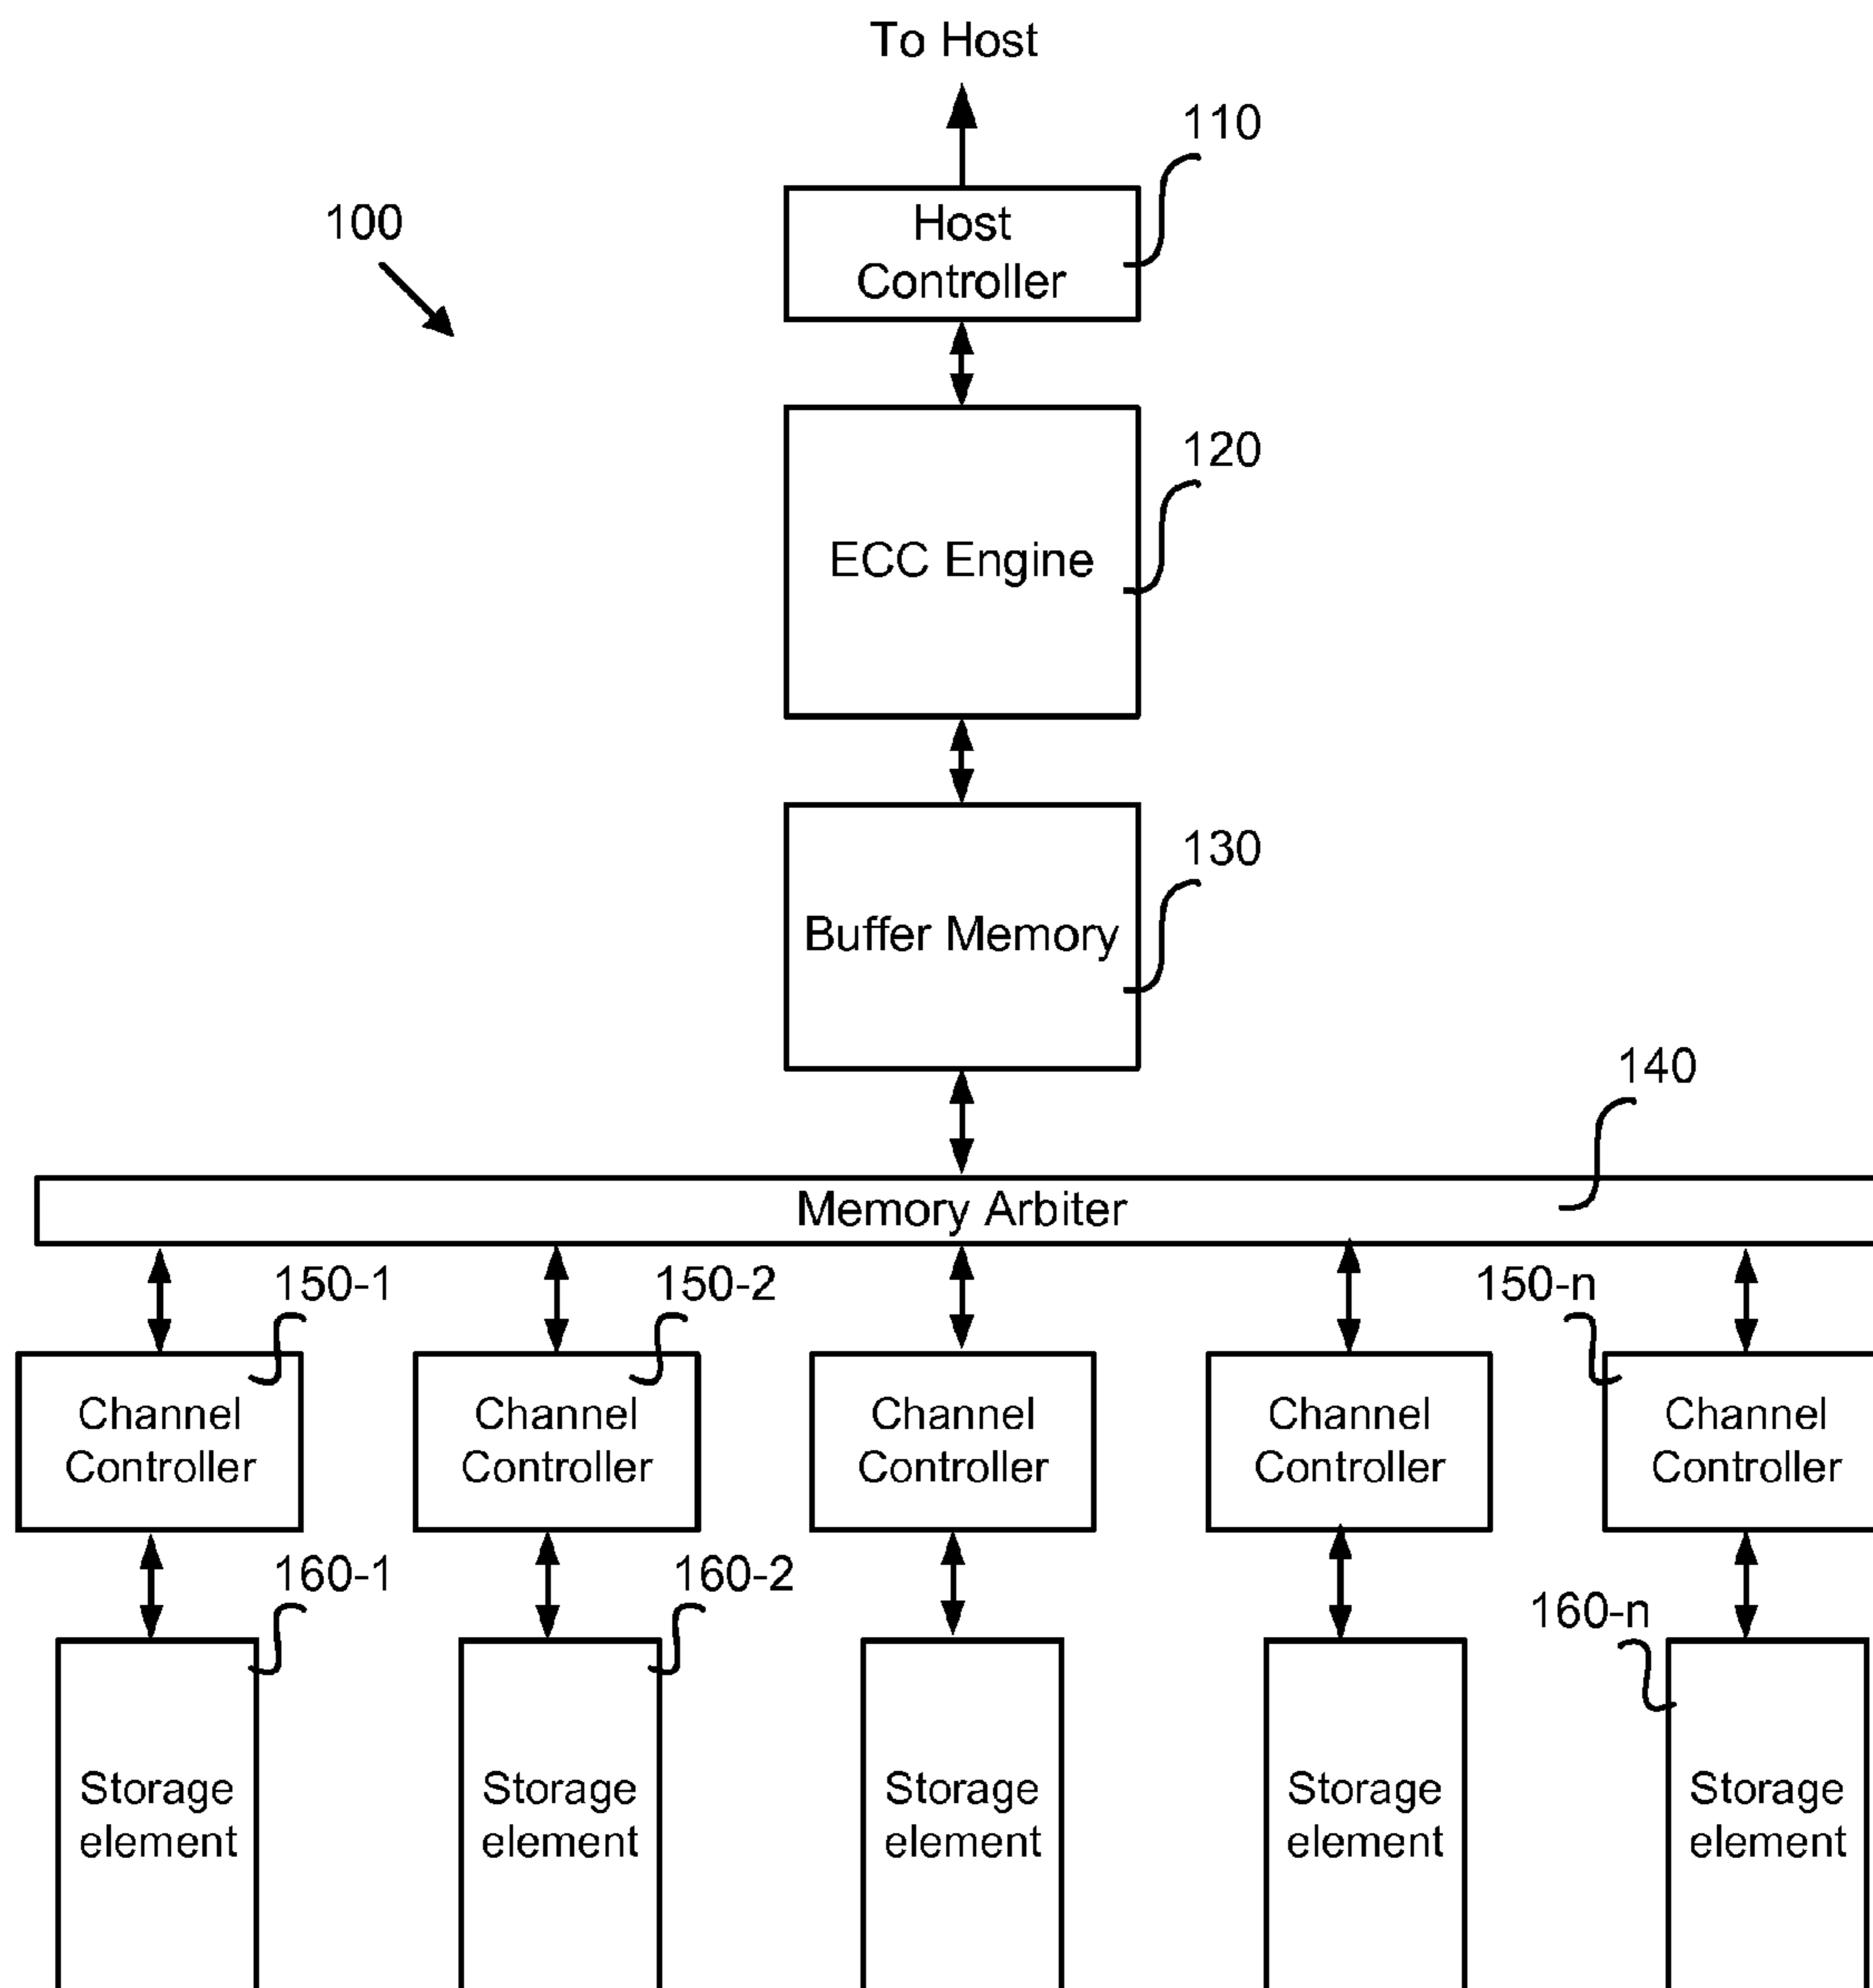 To Host
110
100
Host
Controller
120
ECC Engine
130
Buffer Memory
140
Memory Arbiter
150-1
150-2
150-n
Channel
Controller
Channel
Controller
Channel
Controller
Channel
Controller
Channel
Controller
160-1
160-2
160-n
Storage
element
Storage
element
Storage
element
Storage
element
Storage
element